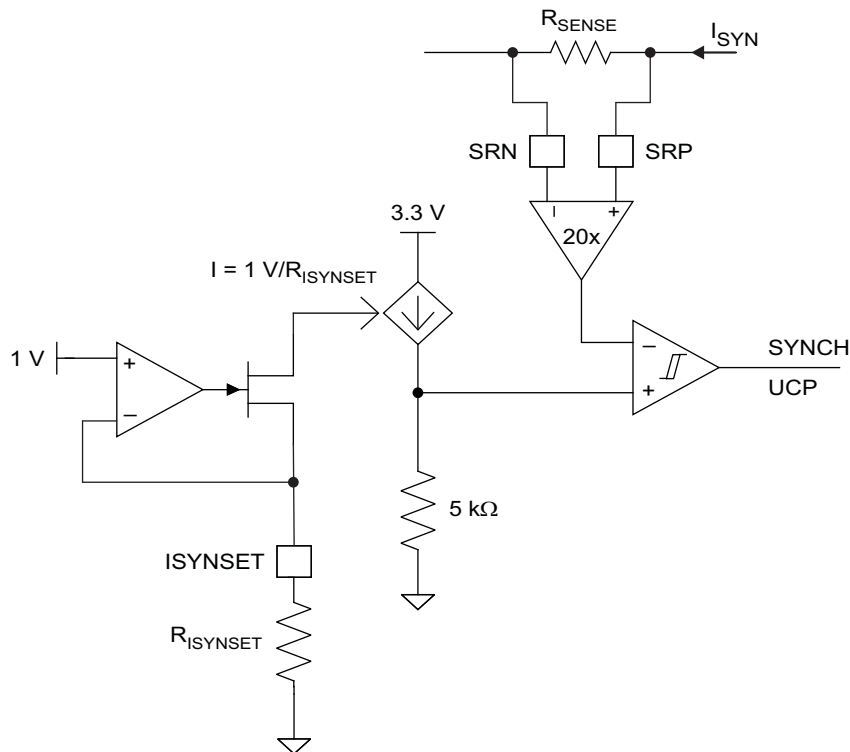 R_SENSE
I_SYN
SRN
SRP
3.3 V
20x
I = 1 V/R_ISYNSET
1 V
+
−
−
+
−
+
SYNCH
UCP
5 kΩ
ISYNSET
R_ISYNSET